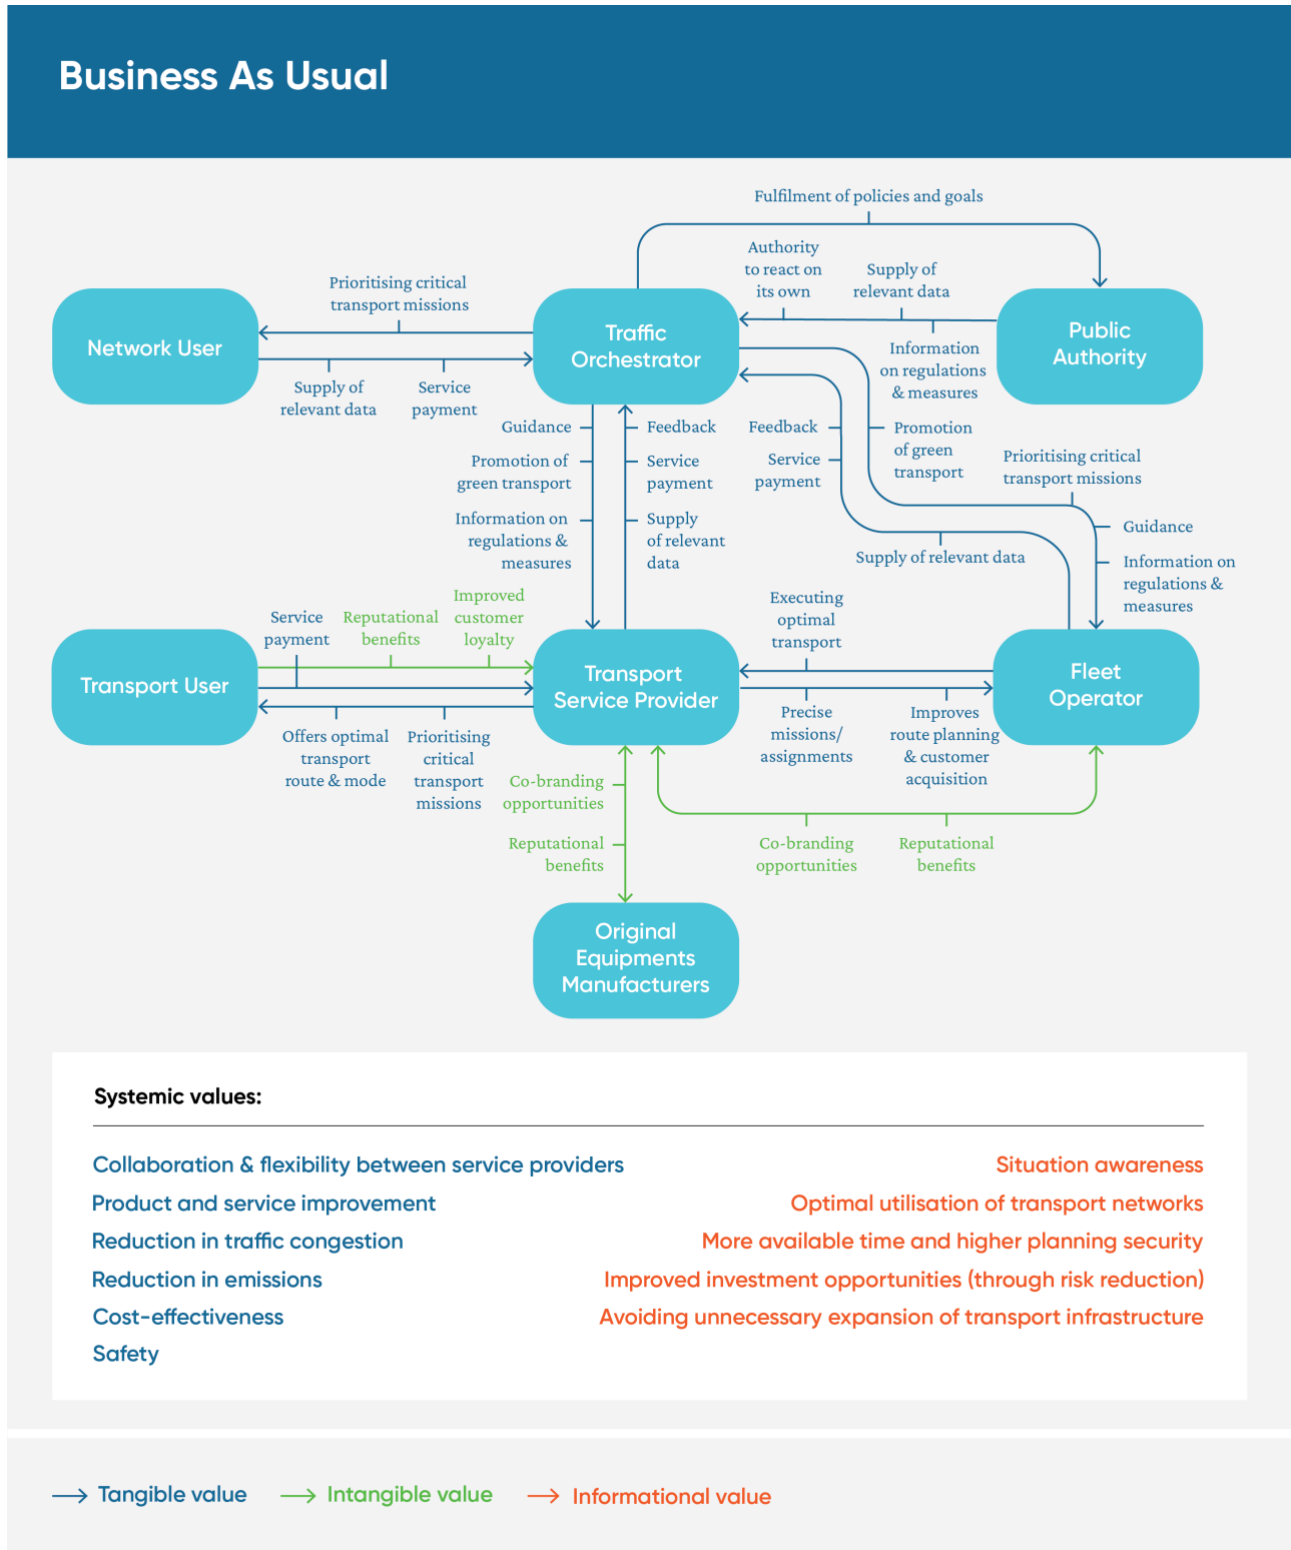 Business As Usual
Fulfilment of policies and goals
Authority
to react on
its own
Supply of
relevant data
Prioritising critical
transport missions
Network User
Traffic
Orchestrator
Public
Authority
Information
on regulations
& measures
Supply of
relevant data
Service
payment
Guidance
Promotion of
green transport
Information on
regulations &
measures
Feedback
Service
payment
Supply
of relevant
data
Feedback
Service
payment
Promotion
of green
transport
Prioritising critical
transport missions
Guidance
Information on
regulations &
measures
Supply of relevant data
Service
payment
Reputational
benefits
Improved
customer
loyalty
Executing
optimal
transport
Transport User
Transport
Service Provider
Fleet
Operator
Offers optimal
transport
route & mode
Prioritising
critical
transport
missions
Precise
missions/
assignments
Improves
route planning
& customer
acquisition
Co-branding
opportunities
Reputational
benefits
Co-branding
opportunities
Reputational
benefits
Original
Equipments
Manufacturers
Systemic values:
Collaboration & flexibility between service providers
Product and service improvement
Reduction in traffic congestion
Reduction in emissions
Cost-effectiveness
Safety
Situation awareness
Optimal utilisation of transport networks
More available time and higher planning security
Improved investment opportunities (through risk reduction)
Avoiding unnecessary expansion of transport infrastructure
Tangible value
Intangible value
Informational value